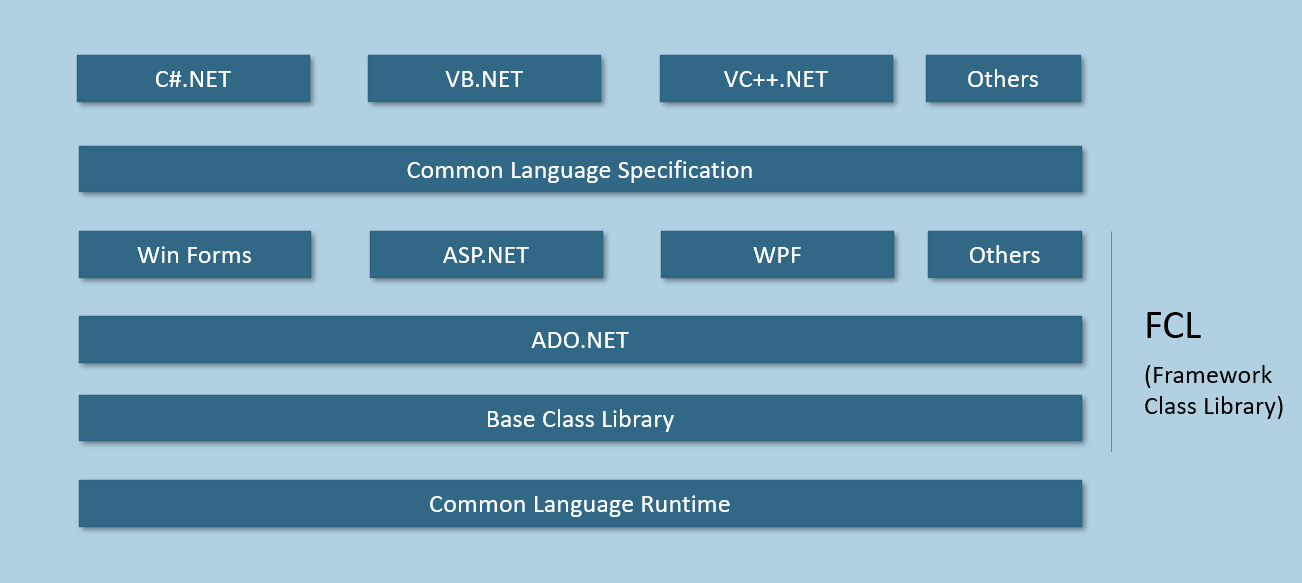 C#.NET
VB.NET
VC++.NET
Others
Common Language Specification
Win Forms
ASP.NET
WPF
Others
ADO.NET
Base Class Library
Common Language Runtime
FCL
(Framework
Class Library)